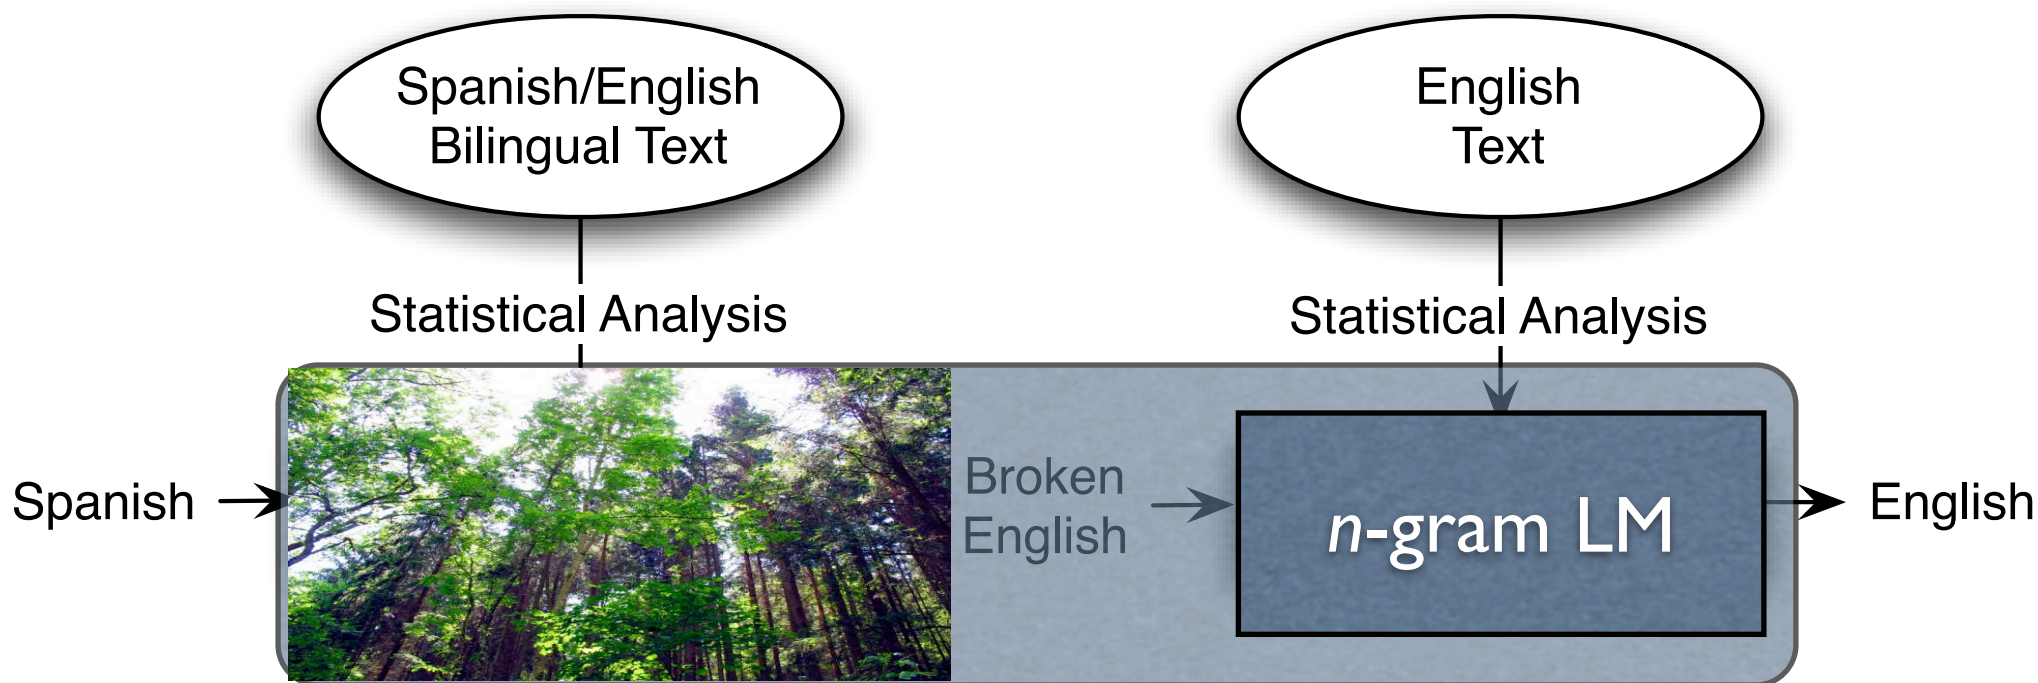 Spanish/English
Bilingual Text
English
Text
Statistical Analysis
Statistical Analysis
Spanish
Broken
English
n-gram LM
English